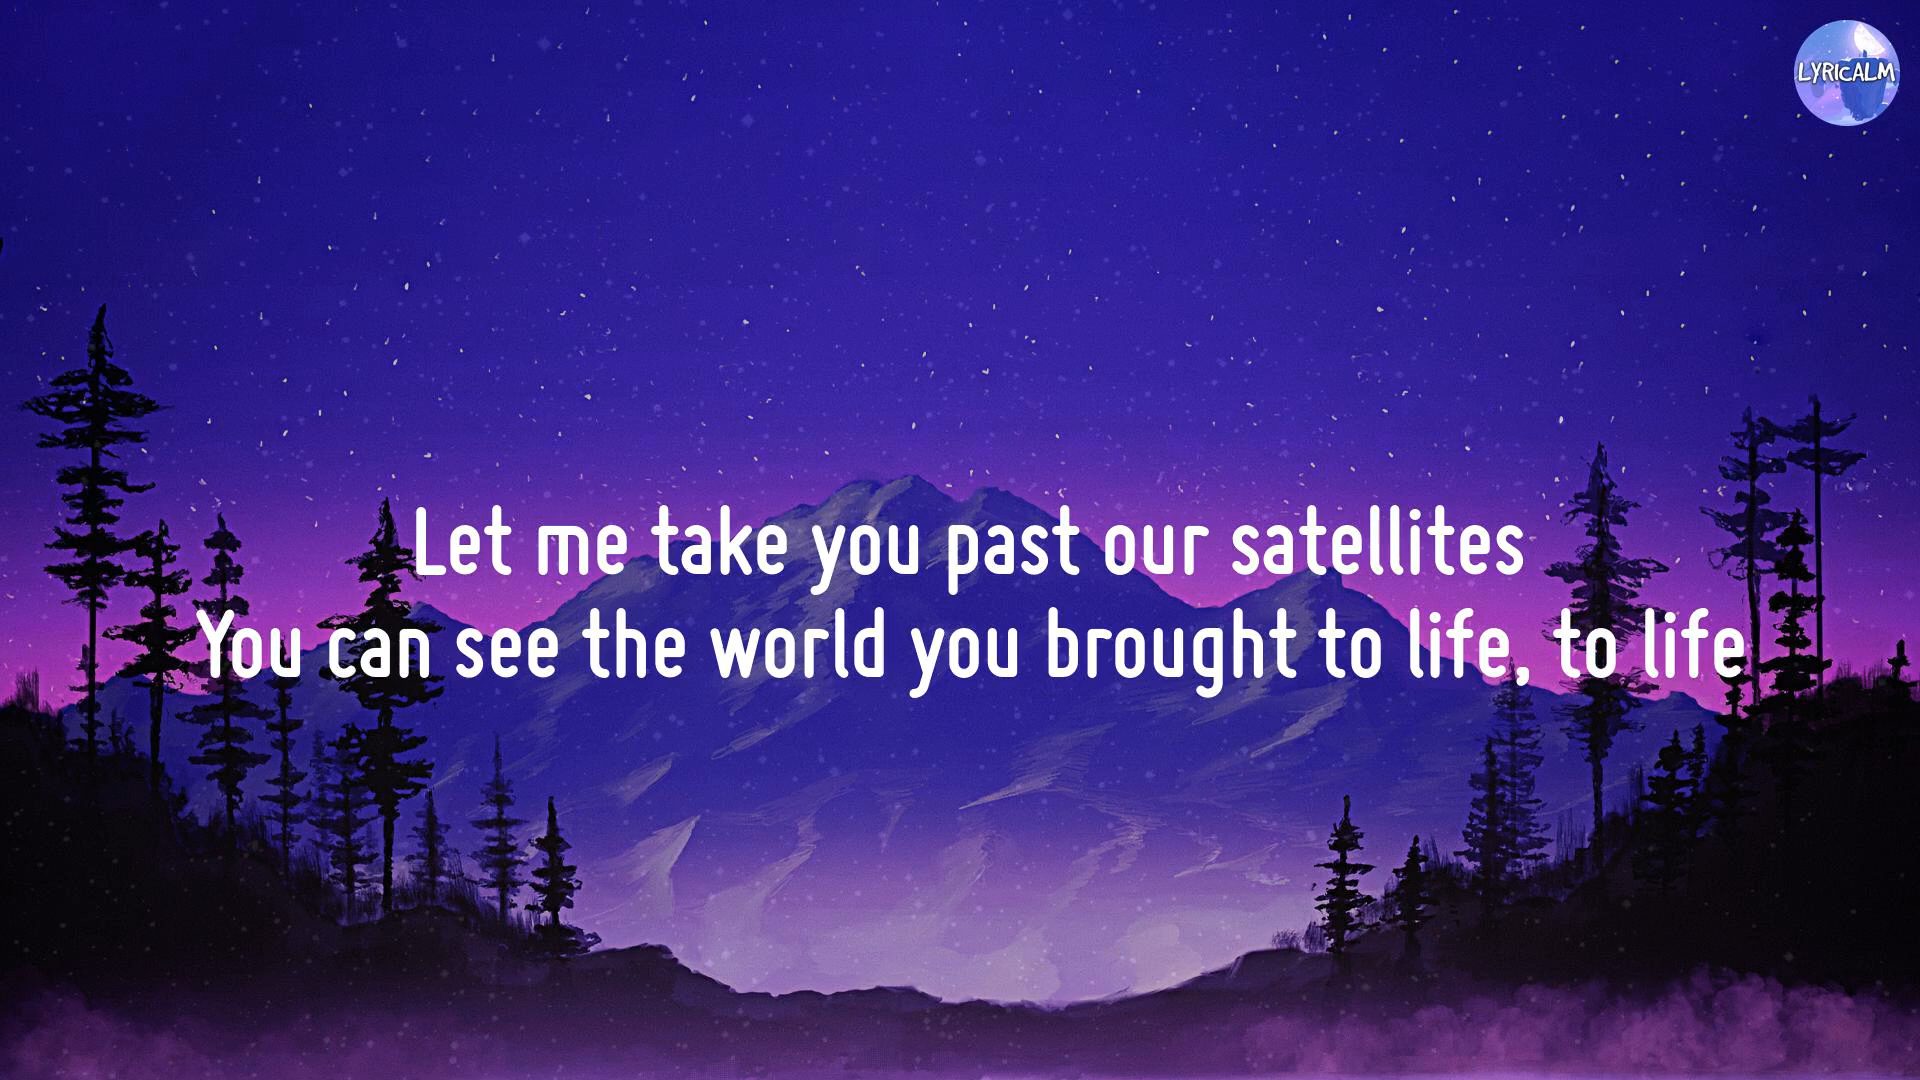 LYRICALM
Let me take you past our satellites
You can see the world you brought to life, to life